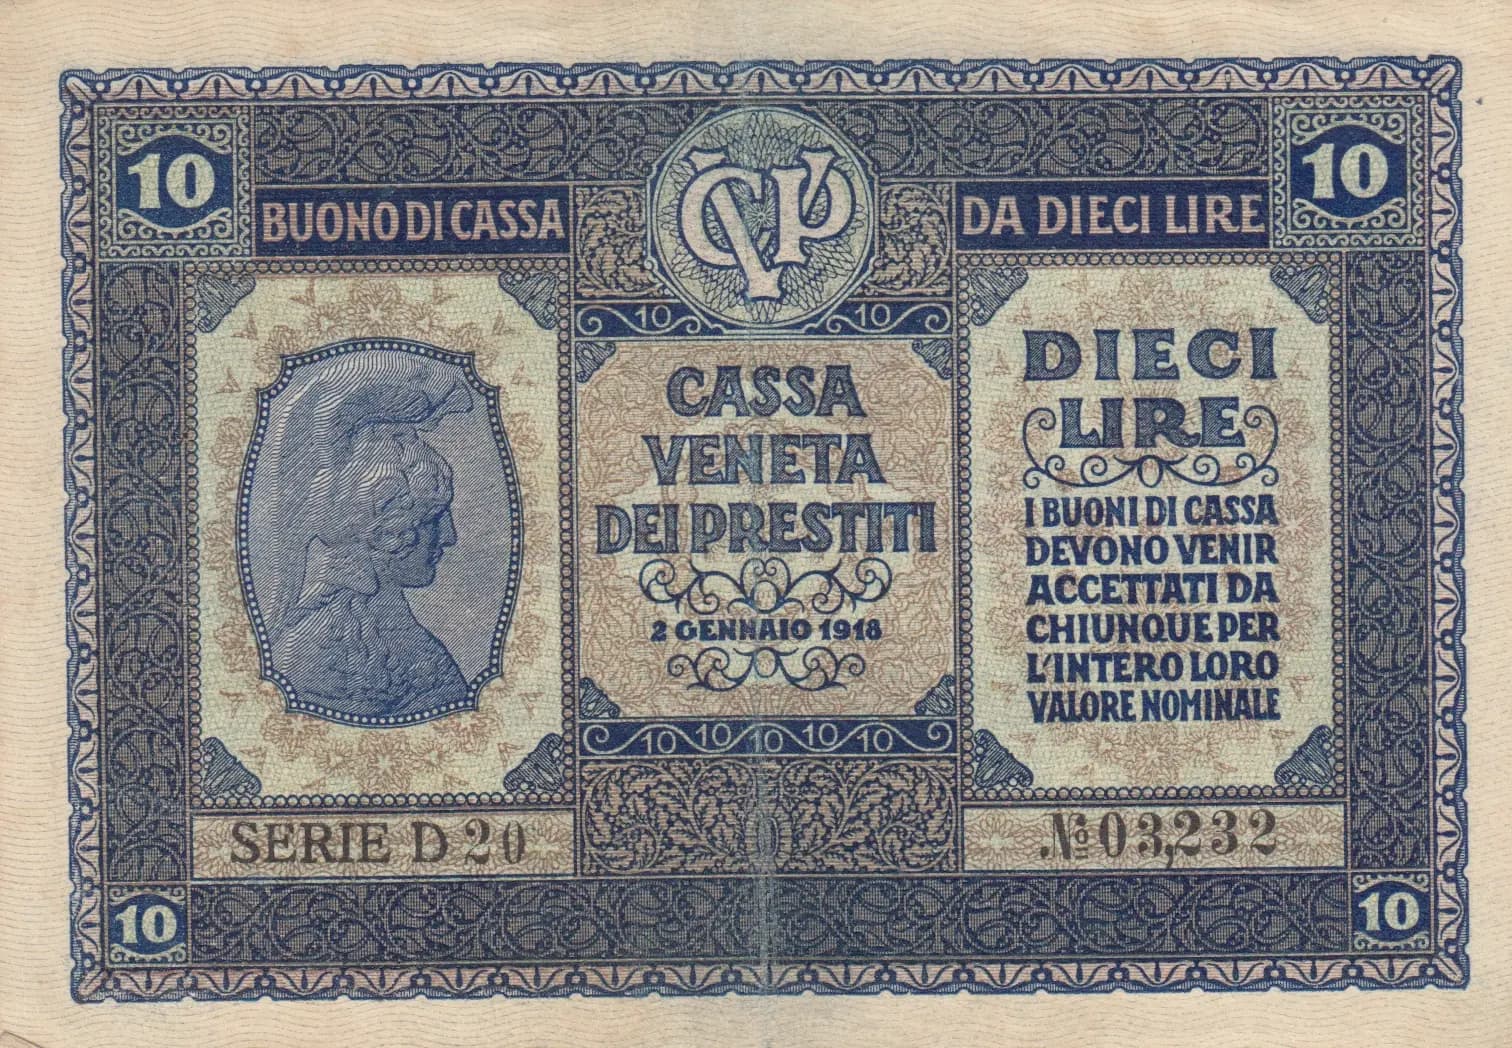 10
10
BUONO DI CASSA
CVP
DA DIECI LIRE
10
10
CASSA
VENETA
DEI PRESTITI
2 GENNAIO 1918
10 10 10 10 10
DIECI
LIRE
I BUONI DI CASSA
DEVONO VENIR
ACCETTATI DA
CHIUNQUE PER
L'INTERO LORO
VALORE NOMINALE
SERIE D 20
№ 03,232
10
10